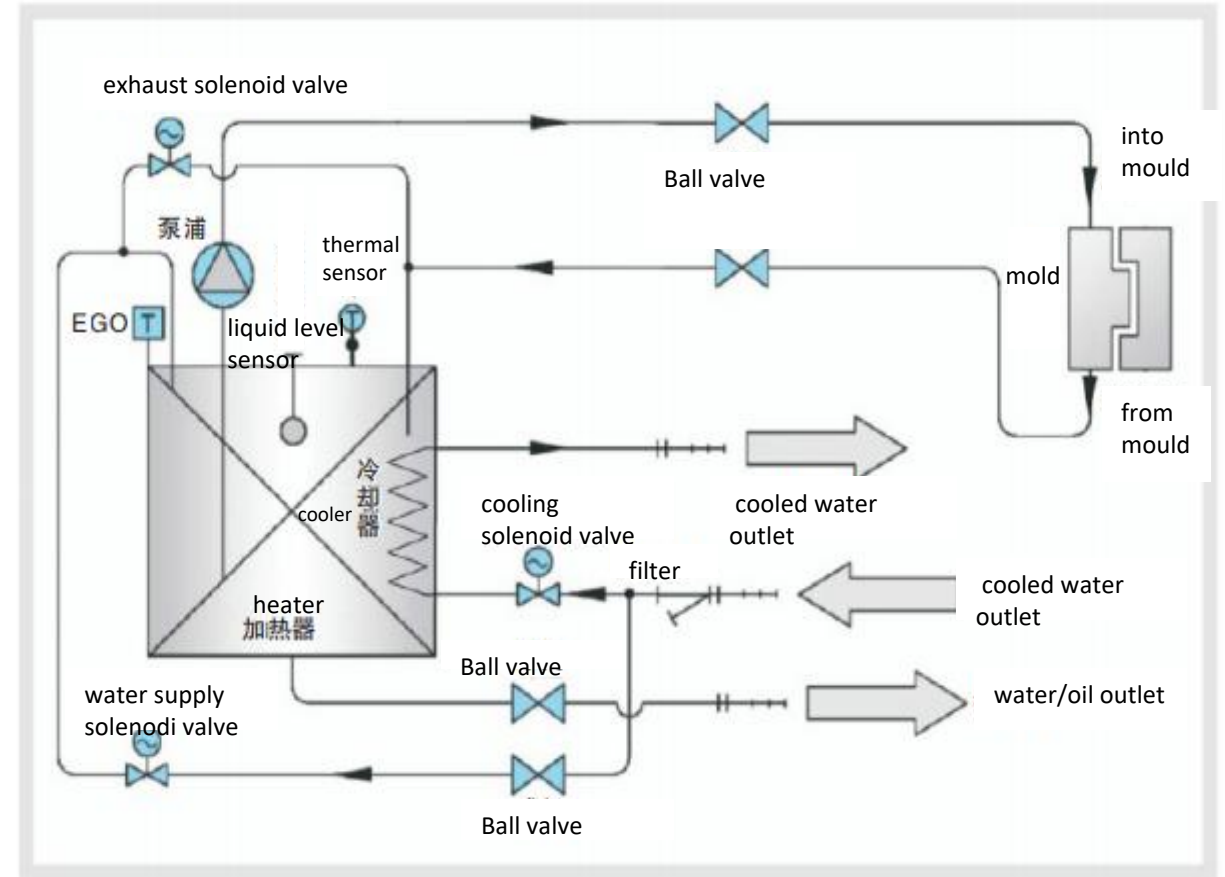 exhaust solenoid valve
Ball valve
into
mould
泵浦
thermal
sensor
mold
EGO T
T
liquid level
sensor
from
mould
冷
却
器
cooler
cooling
solenoid valve
cooled water
outlet
filter
cooled water
outlet
heater
加热器
Ball valve
water supply
solenodi valve
water/oil outlet
Ball valve